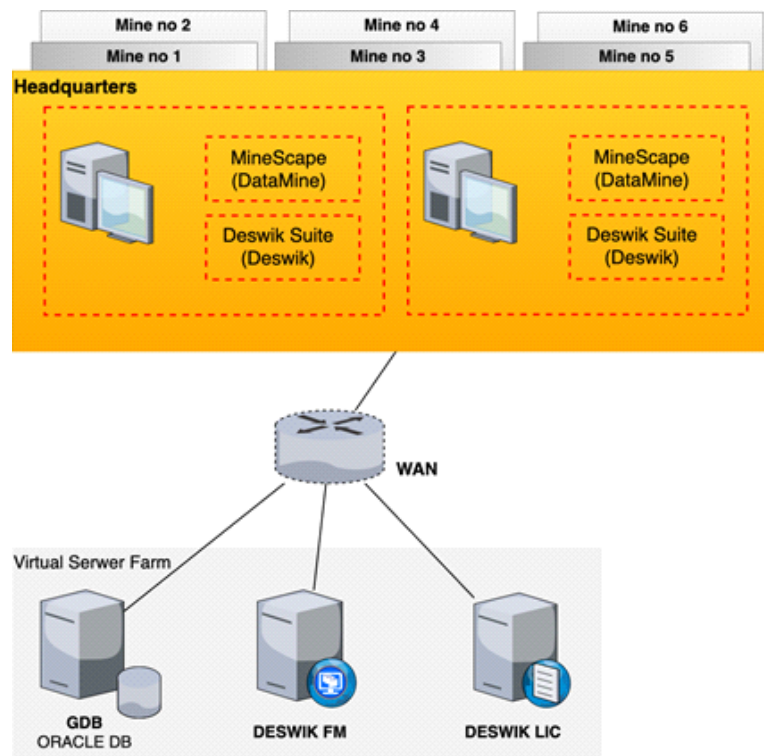 Mine no 2
Mine no 4
Mine no 6
Mine no 1
Mine no 3
Mine no 5
Headquarters
MineScape
(DataMine)
Deswik Suite
(Deswik)
MineScape
(DataMine)
Deswik Suite
(Deswik)
WAN
Virtual Serwer Farm
GDB
ORACLE DB
DESWIK FM
DESWIK LIC